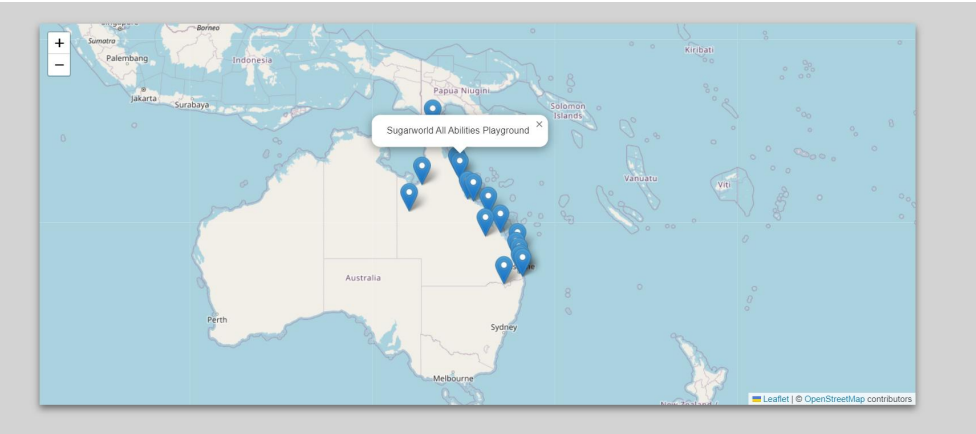 +
−
Borneo
Sumatra
Palembang
Indonesia
Jakarta
Surabaya
Papua Niugini
Kiribati
Solomon
Islands
Sugarworld All Abilities Playground ×
Vanuatu
Viti
Australia
Perth
Sydney
Melbourne
Leaflet | © OpenStreetMap contributors